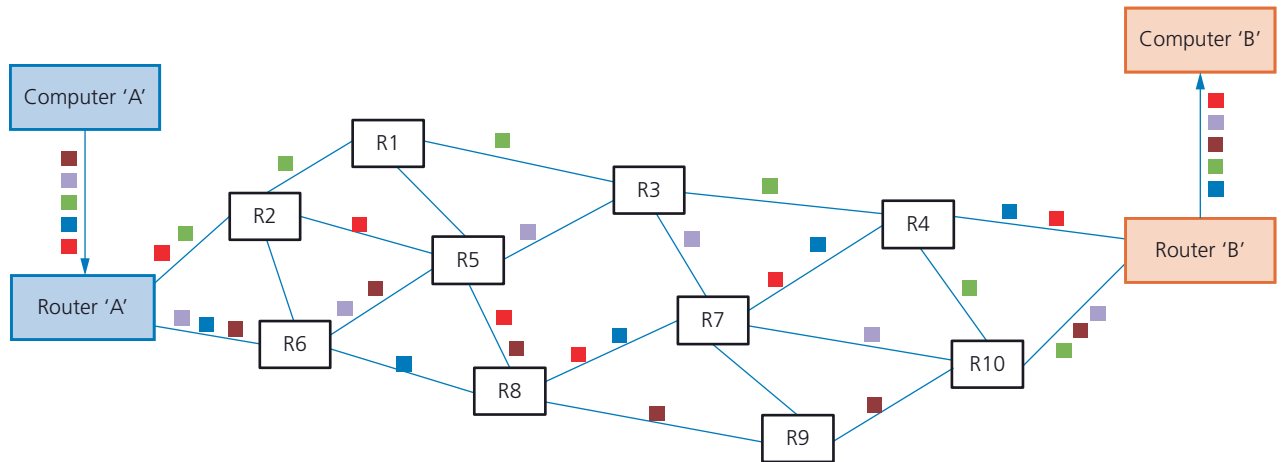 Computer ‘A’
Computer ‘B’
Router ‘A’
Router ‘B’
R1
R2
R3
R4
R5
R6
R7
R8
R9
R10